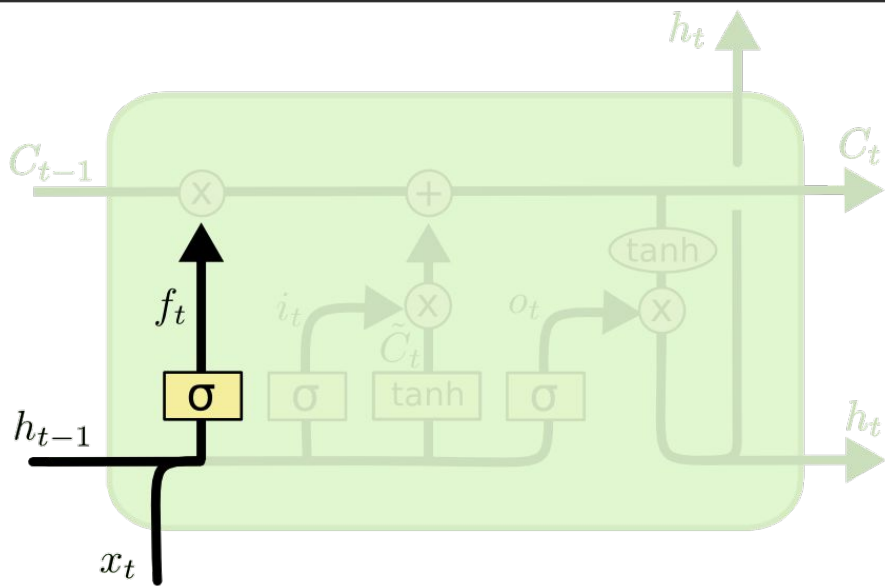 h_t
C_{t-1}
C_t
x
+
tanh
f_t
i_t
x
o_t
x
C̃_t
σ
σ
tanh
σ
h_{t-1}
h_t
x_t